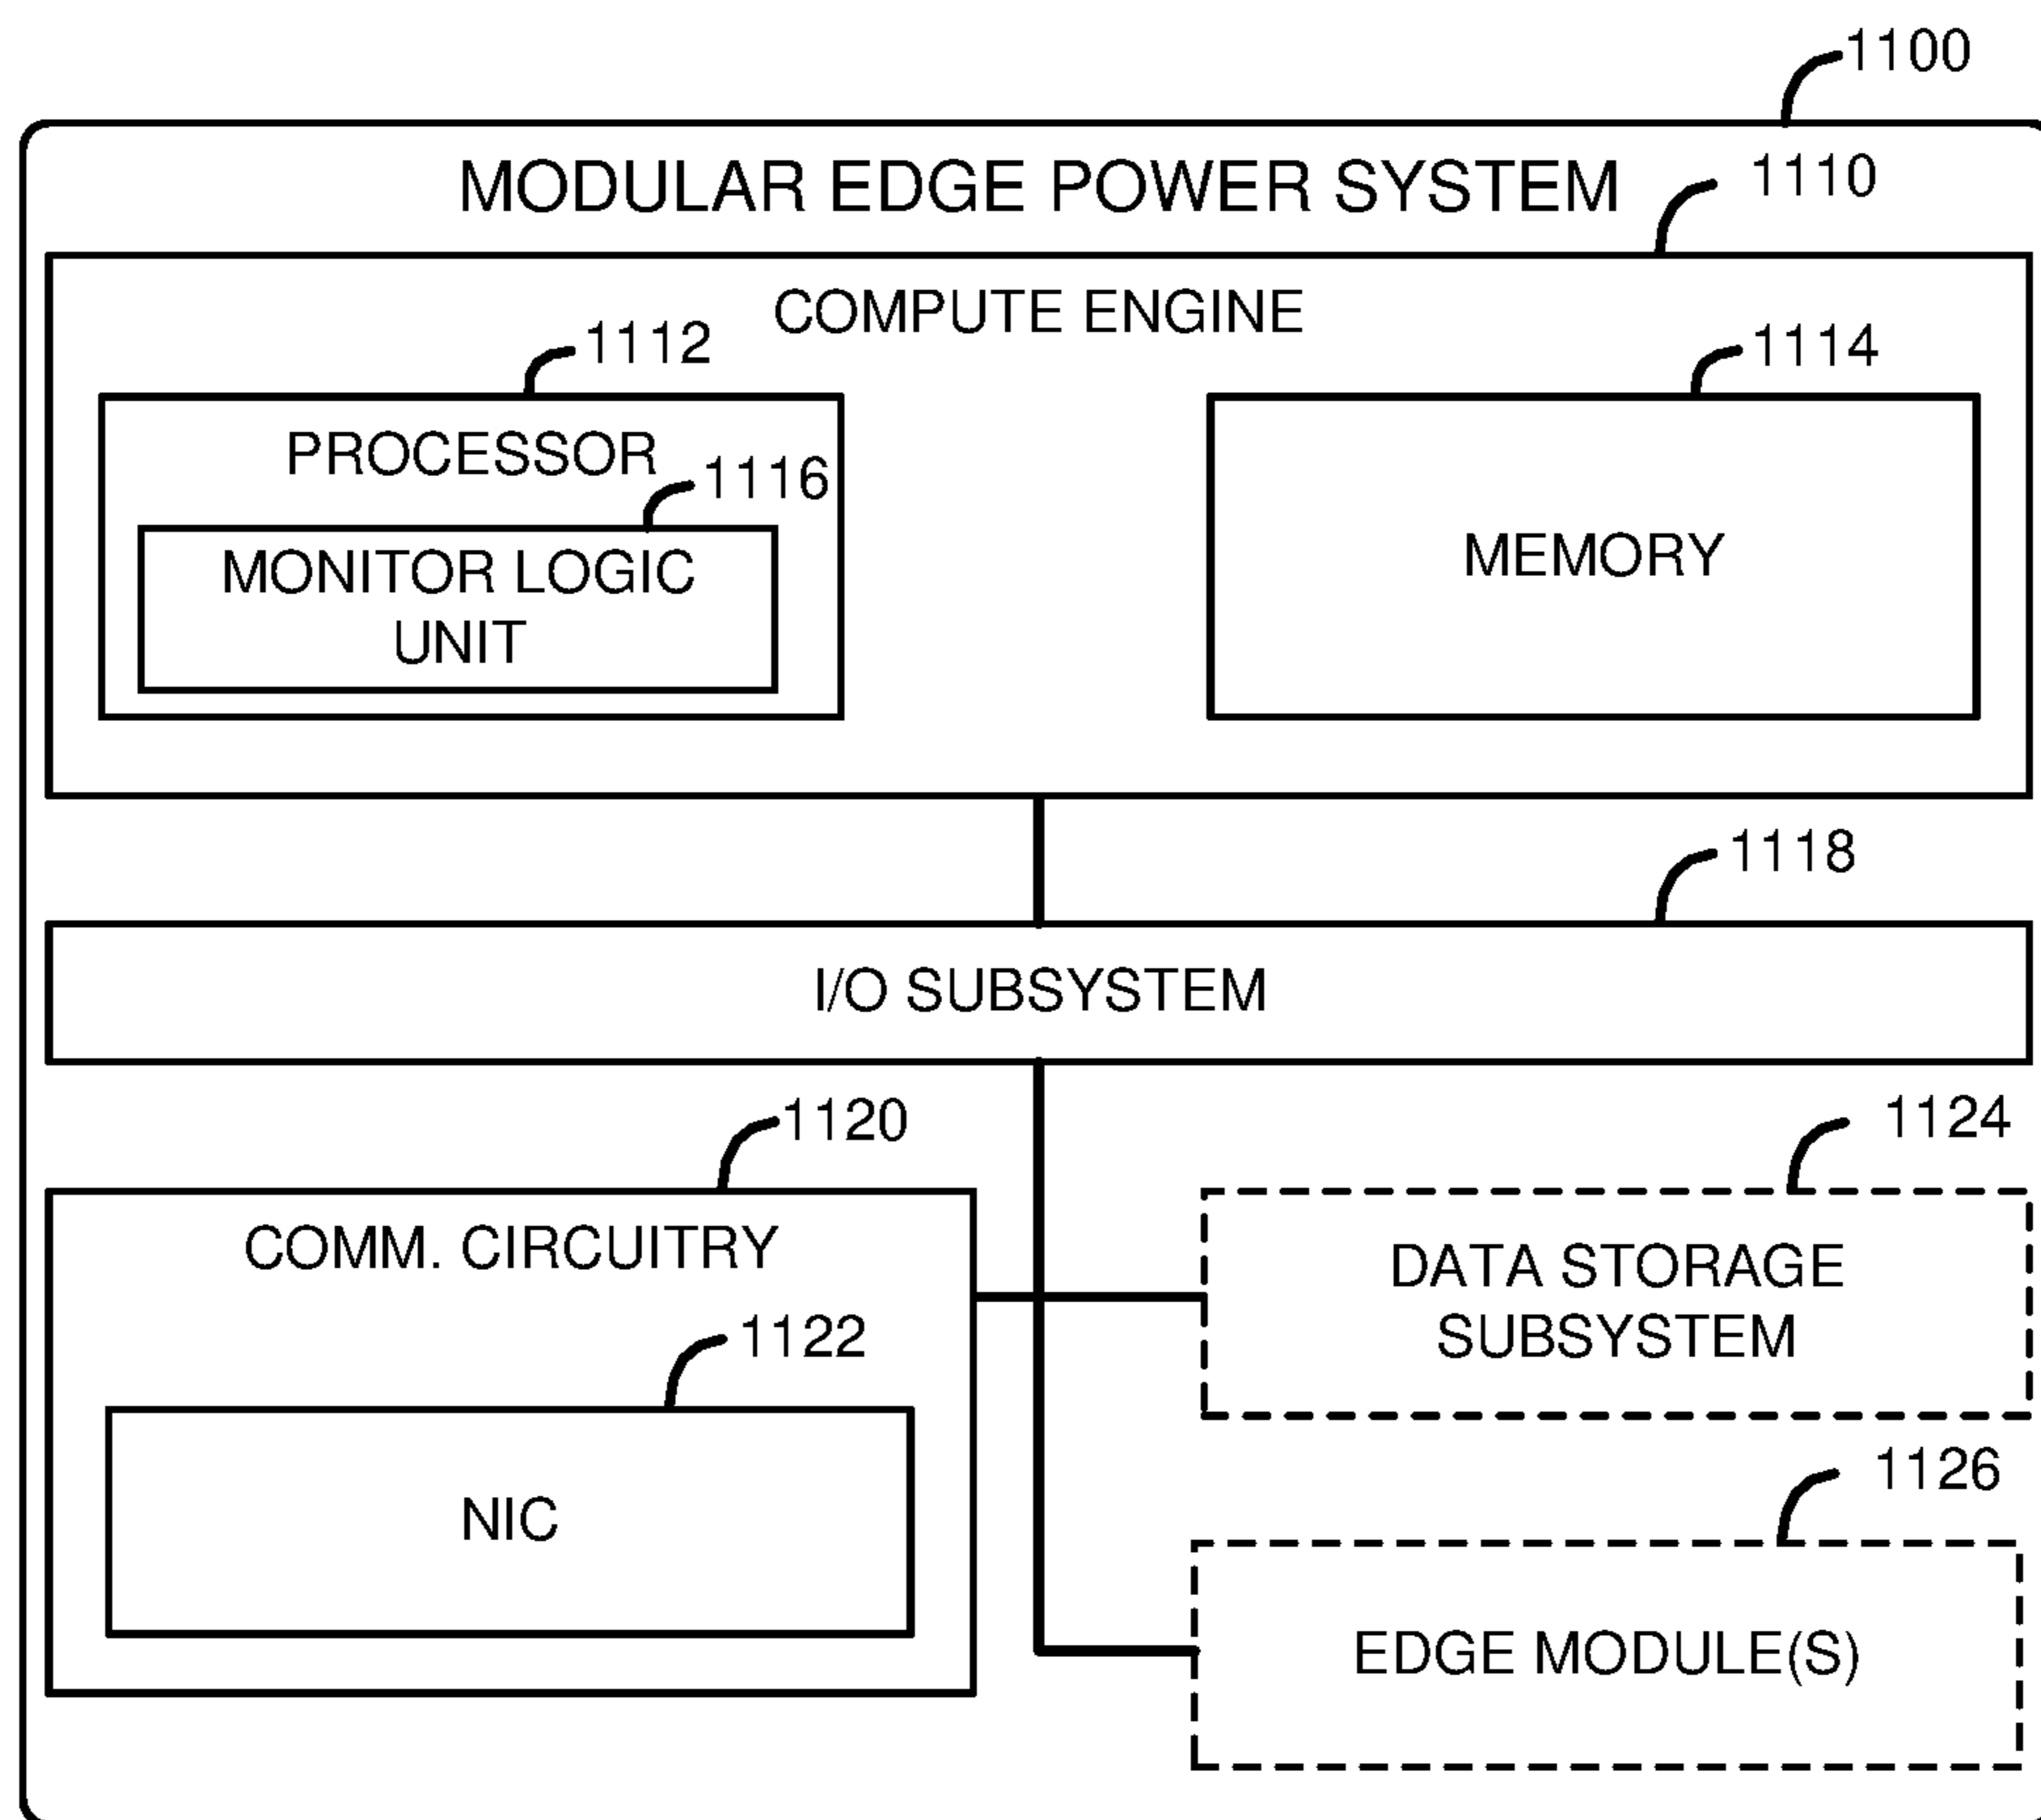 1100
MODULAR EDGE POWER SYSTEM
1110
COMPUTE ENGINE
1112
1114
PROCESSOR
1116
MONITOR LOGIC
UNIT
MEMORY
1118
I/O SUBSYSTEM
1120
1124
COMM. CIRCUITRY
DATA STORAGE
SUBSYSTEM
1122
NIC
1126
EDGE MODULE(S)